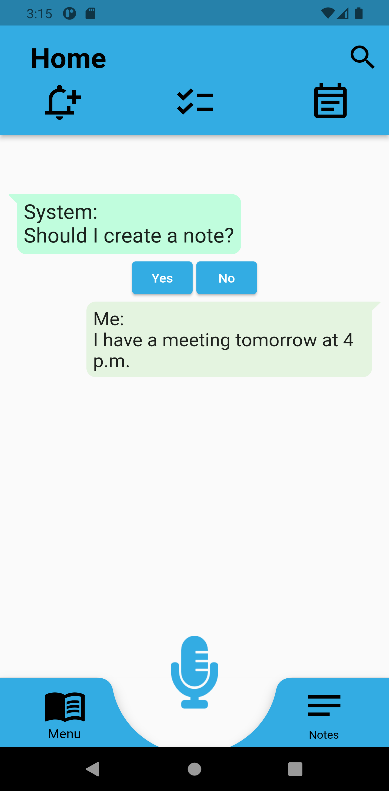 3:15
Home
System:
Should I create a note?
Yes No
Me:
I have a meeting tomorrow at 4
p.m.
Menu
Notes